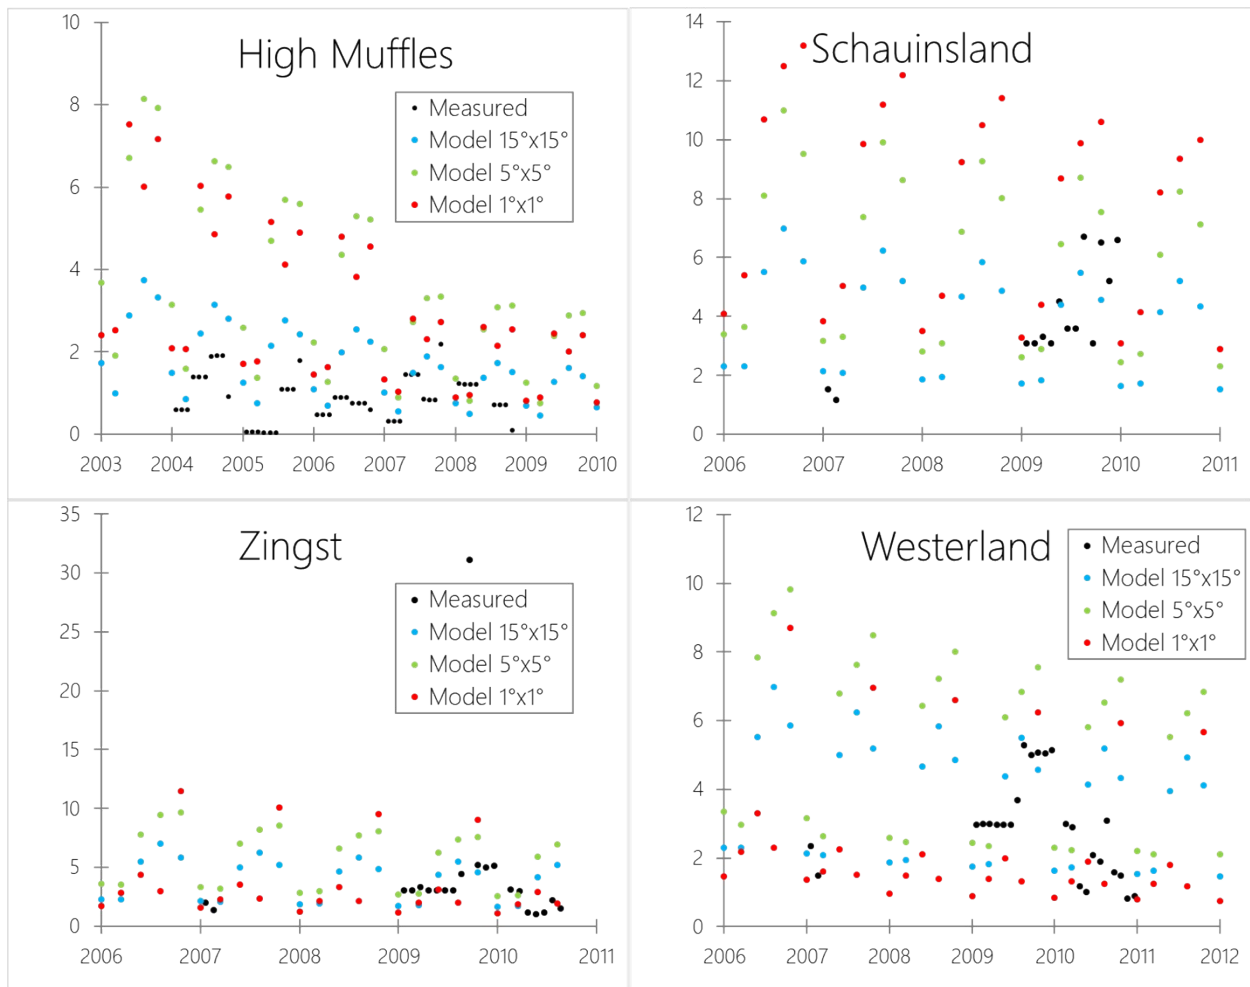 High Muffles
10
8
6
4
2
0
2003 2004 2005 2006 2007 2008 2009 2010
Measured
Model 15°x15°
Model 5°x5°
Model 1°x1°
Schauinsland
14
12
10
8
6
4
2
0
2006 2007 2008 2009 2010 2011
Zingst
35
30
25
20
15
10
5
0
2006 2007 2008 2009 2010 2011
Measured
Model 15°x15°
Model 5°x5°
Model 1°x1°
Westerland
12
10
8
6
4
2
0
2006 2007 2008 2009 2010 2011 2012
Measured
Model 15°x15°
Model 5°x5°
Model 1°x1°